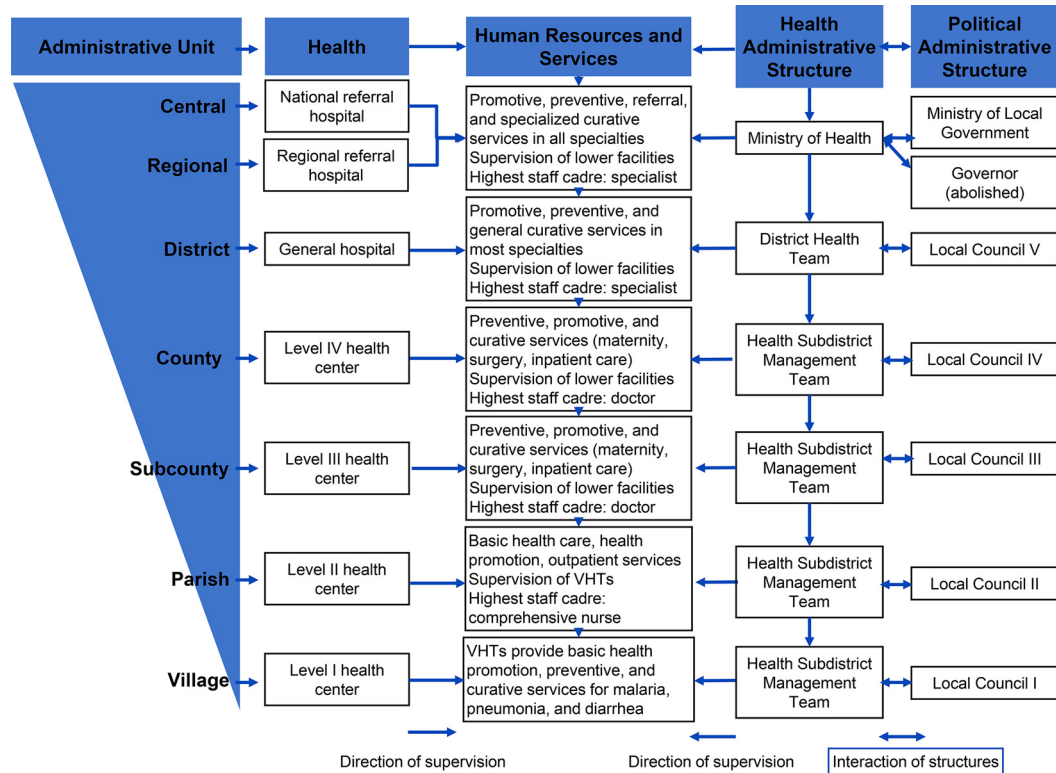 Administrative Unit
Health
Human Resources and
Services
Health
Administrative
Structure
Political
Administrative
Structure
Central
National referral
hospital
Promotive, preventive, referral,
and specialized curative
services in all specialties
Supervision of lower facilities
Highest staff cadre: specialist
Ministry of Health
Ministry of Local
Government
Regional
Regional referral
hospital
Governor
(abolished)
District
General hospital
Promotive, preventive, and
general curative services in
most specialties
Supervision of lower facilities
Highest staff cadre: specialist
District Health
Team
Local Council V
County
Level IV health
center
Preventive, promotive, and
curative services (maternity,
surgery, inpatient care)
Supervision of lower facilities
Highest staff cadre: doctor
Health Subdistrict
Management
Team
Local Council IV
Subcounty
Level III health
center
Preventive, promotive, and
curative services (maternity,
surgery, inpatient care)
Supervision of lower facilities
Highest staff cadre: doctor
Health Subdistrict
Management
Team
Local Council III
Parish
Level II health
center
Basic health care, health
promotion, outpatient services
Supervision of VHTs
Highest staff cadre:
comprehensive nurse
Health Subdistrict
Management
Team
Local Council II
Village
Level I health
center
VHTs provide basic health
promotion, preventive, and
curative services for malaria,
pneumonia, and diarrhea
Health Subdistrict
Management
Team
Local Council I
Direction of supervision
Direction of supervision
Interaction of structures